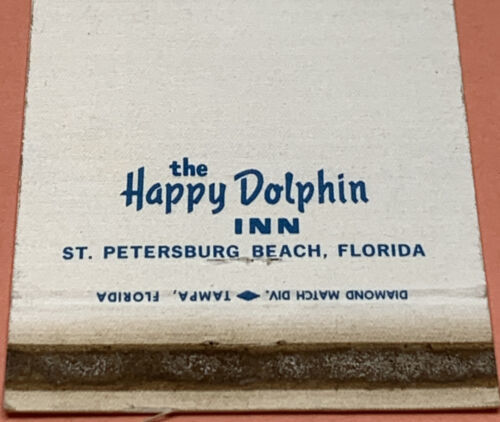 the
Happy Dolphin
INN
ST. PETERSBURG BEACH, FLORIDA
DIAMOND MATCH DIV. TAMPA, FLORIDA